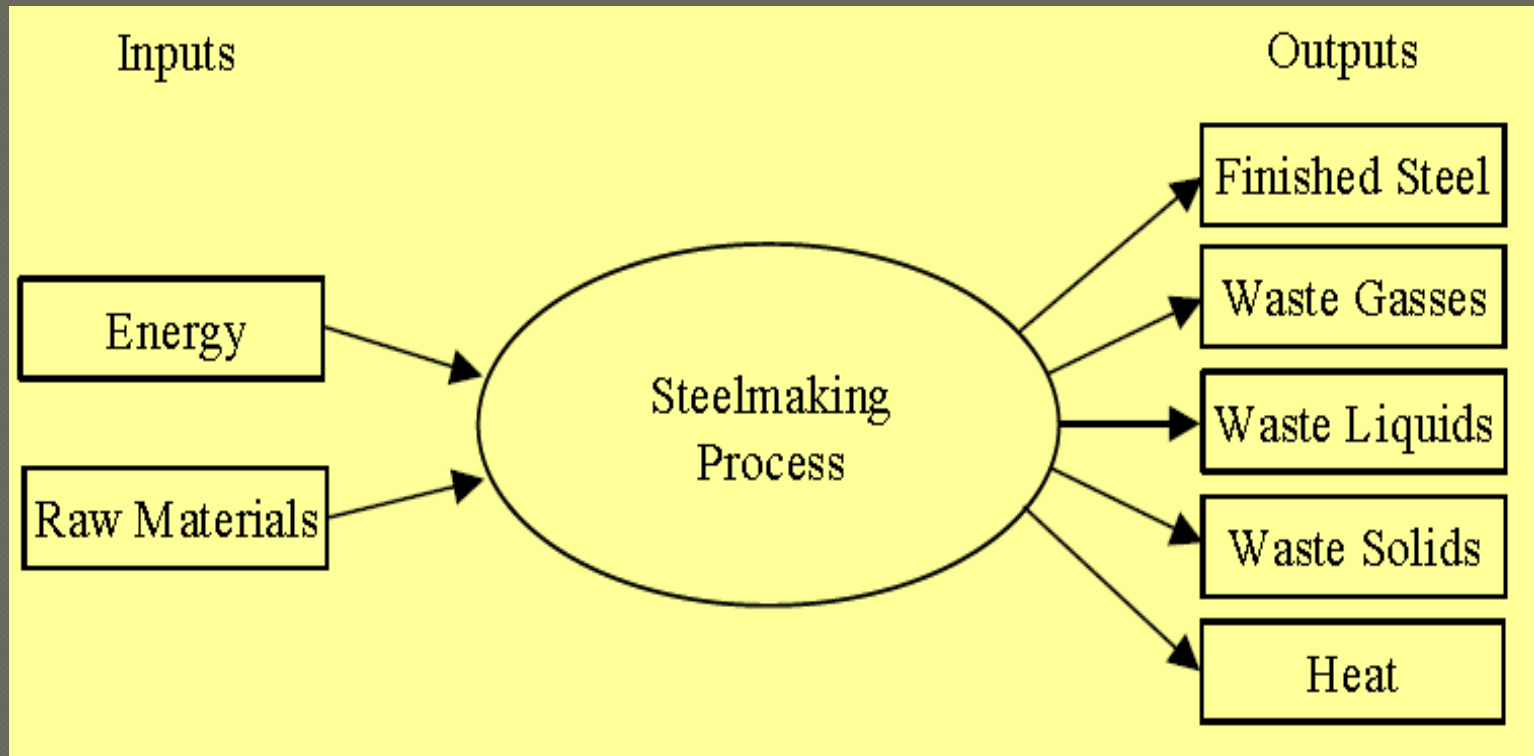 Inputs
Outputs
Energy
Raw Materials
Steelmaking
Process
Finished Steel
Waste Gasses
Waste Liquids
Waste Solids
Heat